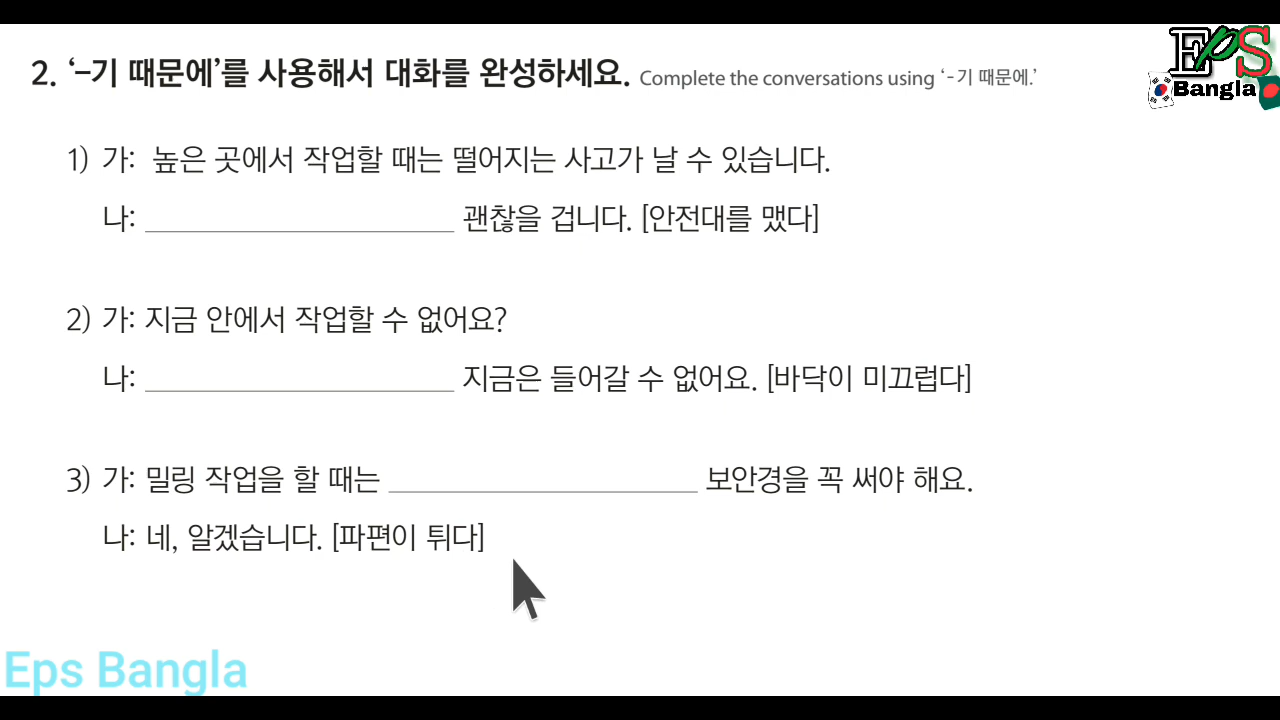 EPS
Bangla
2. ‘–기 때문에’를 사용해서 대화를 완성하세요. Complete the conversations using ‘-기 때문에.’
1) 가: 높은 곳에서 작업할 때는 떨어지는 사고가 날 수 있습니다.
나: ____________________ 괜찮을 겁니다. [안전대를 맸다]
2) 가: 지금 안에서 작업할 수 없어요?
나: ____________________ 지금은 들어갈 수 없어요. [바닥이 미끄럽다]
3) 가: 밀링 작업을 할 때는 ____________________ 보안경을 꼭 써야 해요.
나: 네, 알겠습니다. [파편이 튀다]
Eps Bangla